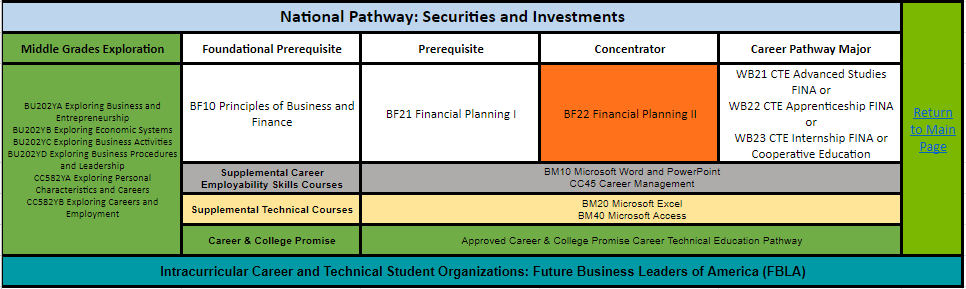 National Pathway: Securities and Investments
Middle Grades Exploration
Foundational Prerequisite
Prerequisite
Concentrator
Career Pathway Major
BU202YA Exploring Business and
Entrepreneurship
BU202YB Exploring Economic Systems
BU202YC Exploring Business Activities
BU202YD Exploring Business Procedures
and Leadership
CC582YA Exploring Personal
Characteristics and Careers
CC582YB Exploring Careers and
Employment
BF10 Principles of Business and
Finance
BF21 Financial Planning I
BF22 Financial Planning II
WB21 CTE Advanced Studies
FINA or
WB22 CTE Apprenticeship FINA
or
WB23 CTE Internship FINA or
Cooperative Education
Return
to Main
Page
Supplemental Career
Employability Skills Courses
BM10 Microsoft Word and PowerPoint
CC45 Career Management
Supplemental Technical Courses
BM20 Microsoft Excel
BM40 Microsoft Access
Career & College Promise
Approved Career & College Promise Career Technical Education Pathway
Intracurricular Career and Technical Student Organizations: Future Business Leaders of America (FBLA)